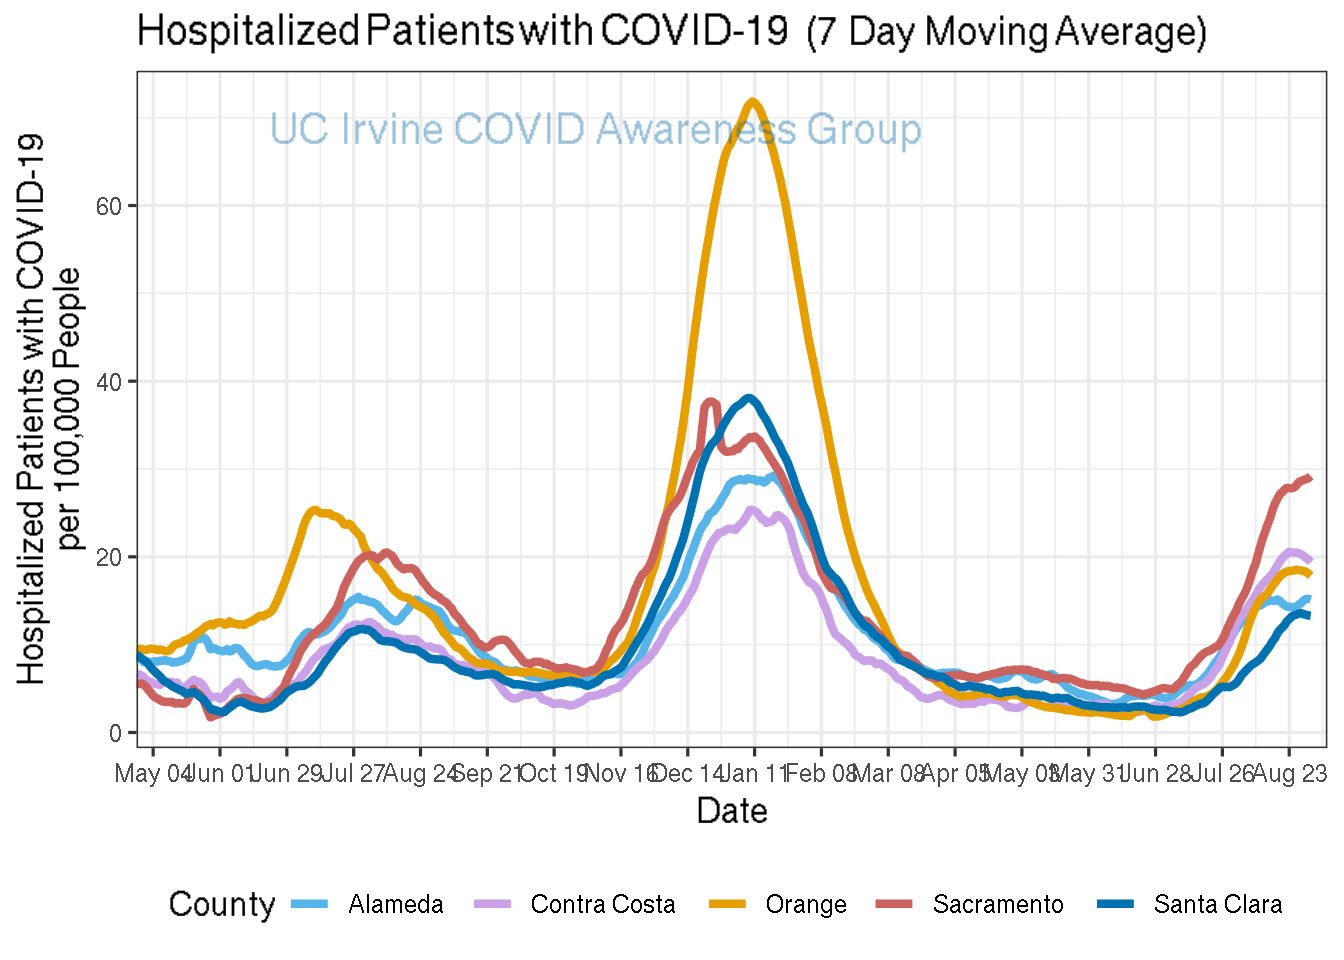 Hospitalized Patients with COVID-19 (7 Day Moving Average)
UC Irvine COVID Awareness Group
Hospitalized Patients with COVID-19
per 100,000 People
60
40
20
0
May 04 Jun 01 Jun 29 Jul 27 Aug 24 Sep 21 Oct 19 Nov 16 Dec 14 Jan 11 Feb 08 Mar 08 Apr 05 May 03 May 31 Jun 28 Jul 26 Aug 23
Date
County Alameda Contra Costa Orange Sacramento Santa Clara